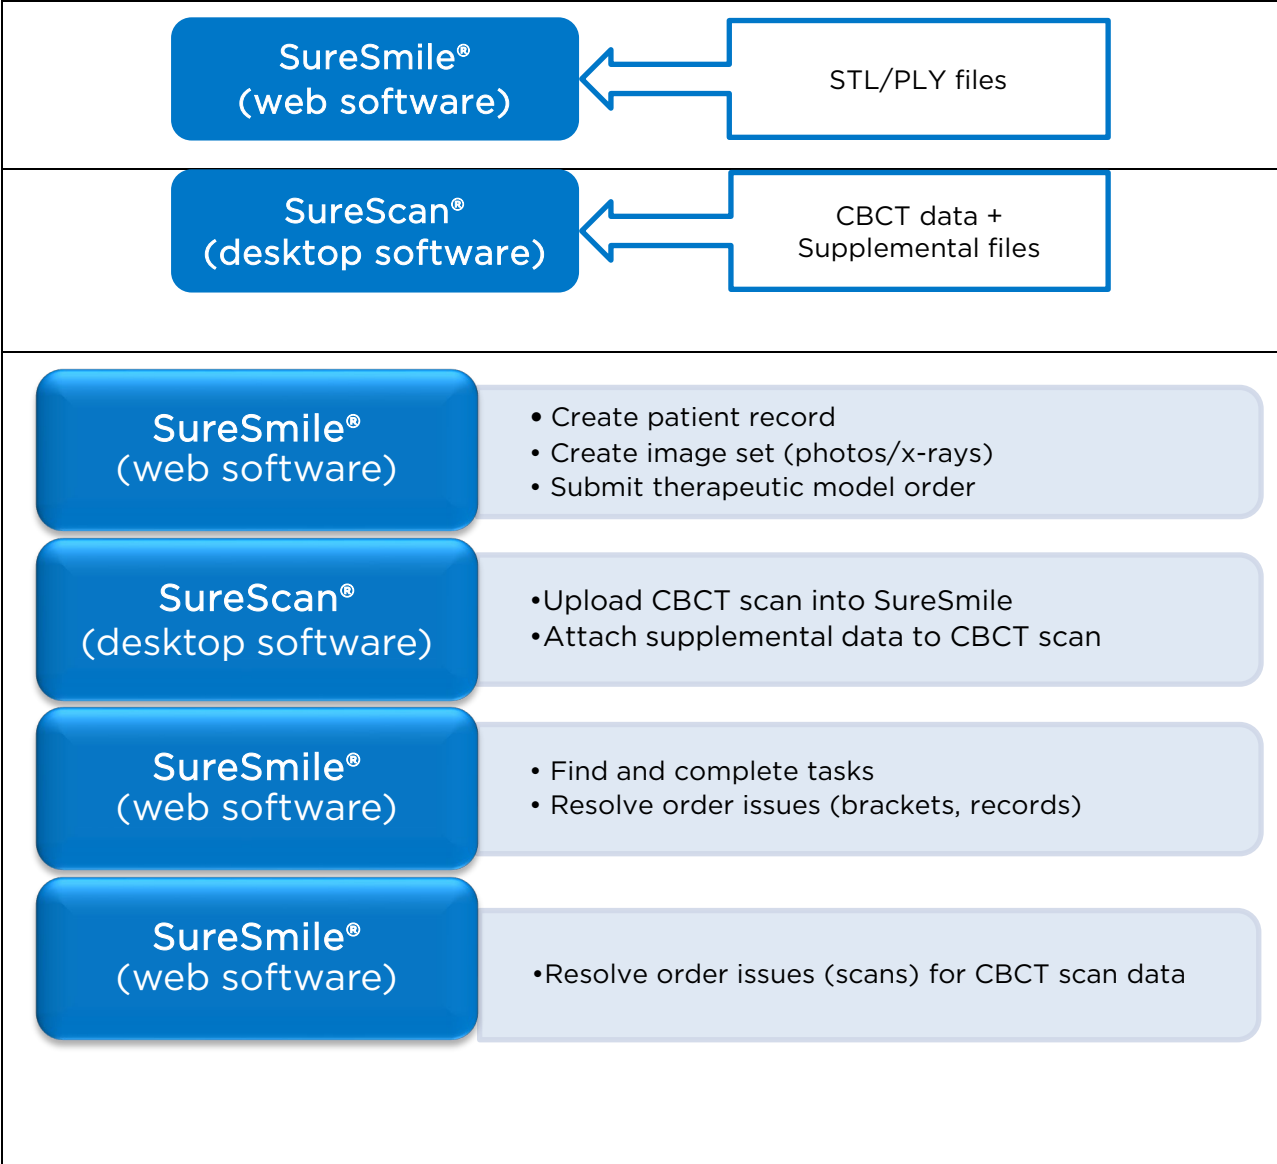 SureSmile®
(web software)
STL/PLY files
SureScan®
(desktop software)
CBCT data +
Supplemental files
SureSmile®
(web software)
• Create patient record
• Create image set (photos/x-rays)
• Submit therapeutic model order
SureScan®
(desktop software)
•Upload CBCT scan into SureSmile
•Attach supplemental data to CBCT scan
SureSmile®
(web software)
• Find and complete tasks
• Resolve order issues (brackets, records)
SureSmile®
(web software)
•Resolve order issues (scans) for CBCT scan data